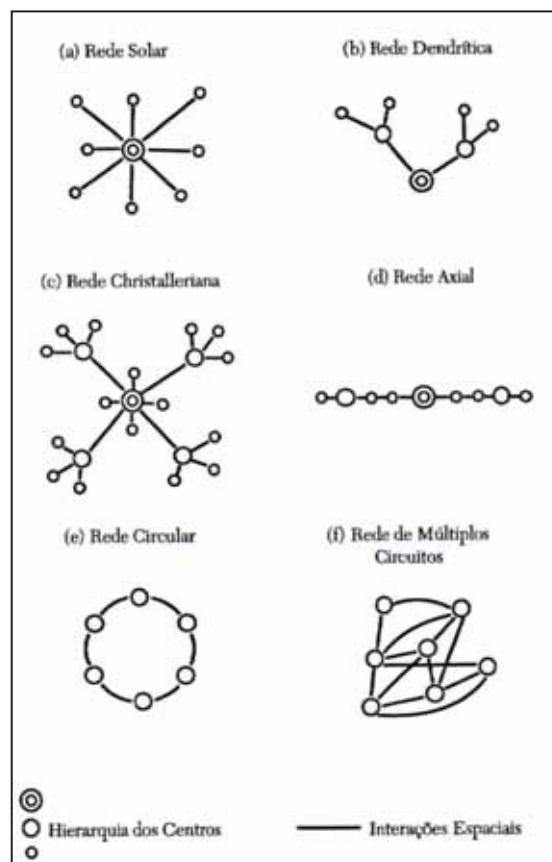 (a) Rede Solar
(b) Rede Dendrítica
(c) Rede Christalleriana
(d) Rede Axial
(e) Rede Circular
(f) Rede de Múltiplos
Circuitos
Hierarquia dos Centros
Interações Espaciais